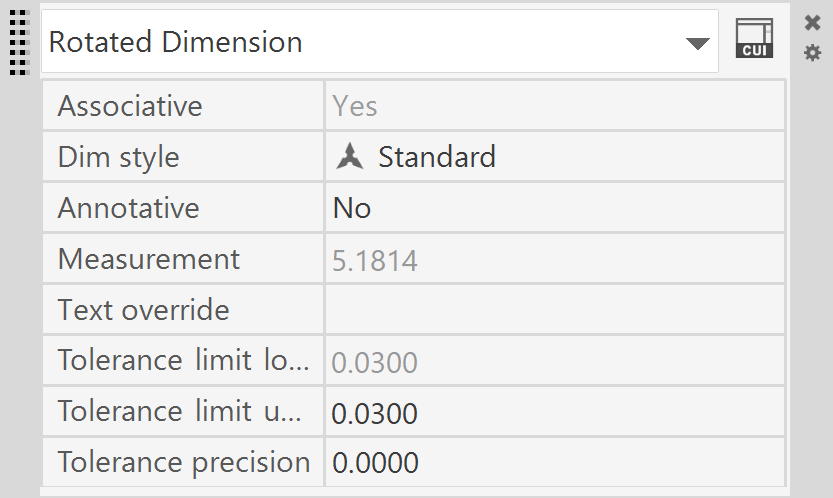 Rotated Dimension
CUI
Associative Yes
Dim style Standard
Annotative No
Measurement 5.1814
Text override
Tolerance limit lo... 0.0300
Tolerance limit u... 0.0300
Tolerance precision 0.0000